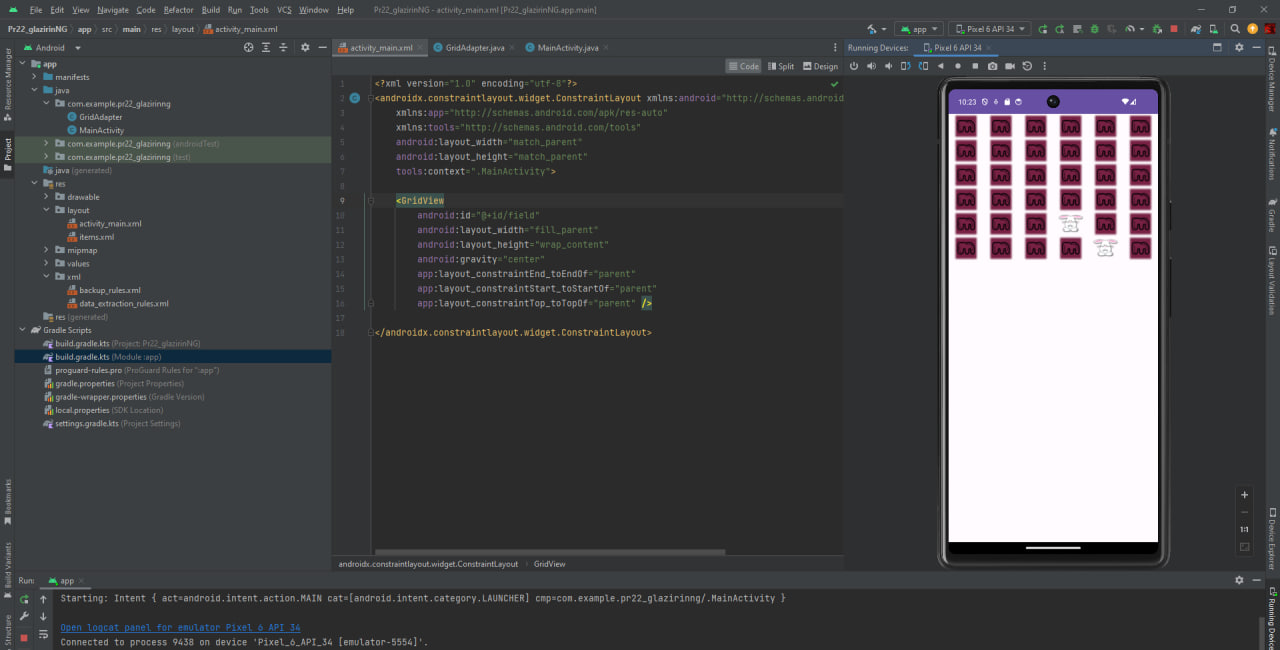 File Edit View Navigate Code Refactor Build Run Tools VCS Window Help Pr22_glazirinNG - activity_main.xml [Pr22_glazirinNG.app.main]
Pr22_glazirinNG app src main res layout activity_main.xml
app Pixel 6 API 34
Android
activity_main.xml GridAdapter.java MainActivity.java
Running Devices: Pixel 6 API 34
Code Split Design
Resource Manager
Project
Bookmarks
Build Variants
Structure
app
manifests
java
com.example.pr22_glazirinng
GridAdapter
MainActivity
com.example.pr22_glazirinng (androidTest)
com.example.pr22_glazirinng (test)
java (generated)
res
drawable
layout
activity_main.xml
items.xml
mipmap
values
xml
backup_rules.xml
data_extraction_rules.xml
res (generated)
Gradle Scripts
build.gradle.kts (Project: Pr22_glazirinNG)
build.gradle.kts (Module :app)
proguard-rules.pro (ProGuard Rules for ":app")
gradle.properties (Project Properties)
gradle-wrapper.properties (Gradle Version)
local.properties (SDK Location)
settings.gradle.kts (Project Settings)
1 <?xml version="1.0" encoding="utf-8"?>
2 <androidx.constraintlayout.widget.ConstraintLayout xmlns:android="http://schemas.android
3 xmlns:app="http://schemas.android.com/apk/res-auto"
4 xmlns:tools="http://schemas.android.com/tools"
5 android:layout_width="match_parent"
6 android:layout_height="match_parent"
7 tools:context=".MainActivity">
8
9 <GridView
10 android:id="@+id/field"
11 android:layout_width="fill_parent"
12 android:layout_height="wrap_content"
13 android:gravity="center"
14 app:layout_constraintEnd_toEndOf="parent"
15 app:layout_constraintStart_toStartOf="parent"
16 app:layout_constraintTop_toTopOf="parent" />
17
18 </androidx.constraintlayout.widget.ConstraintLayout>
androidx.constraintlayout.widget.ConstraintLayout GridView
10:23
1:1
Device Manager
Notifications
Gradle
Layout Validation
Device Explorer
Running Devices
Run: app
Starting: Intent { act=android.intent.action.MAIN cat=[android.intent.category.LAUNCHER] cmp=com.example.pr22_glazirinng/.MainActivity }
Open logcat panel for emulator Pixel 6 API 34
Connected to process 9438 on device 'Pixel_6_API_34 [emulator-5554]'.